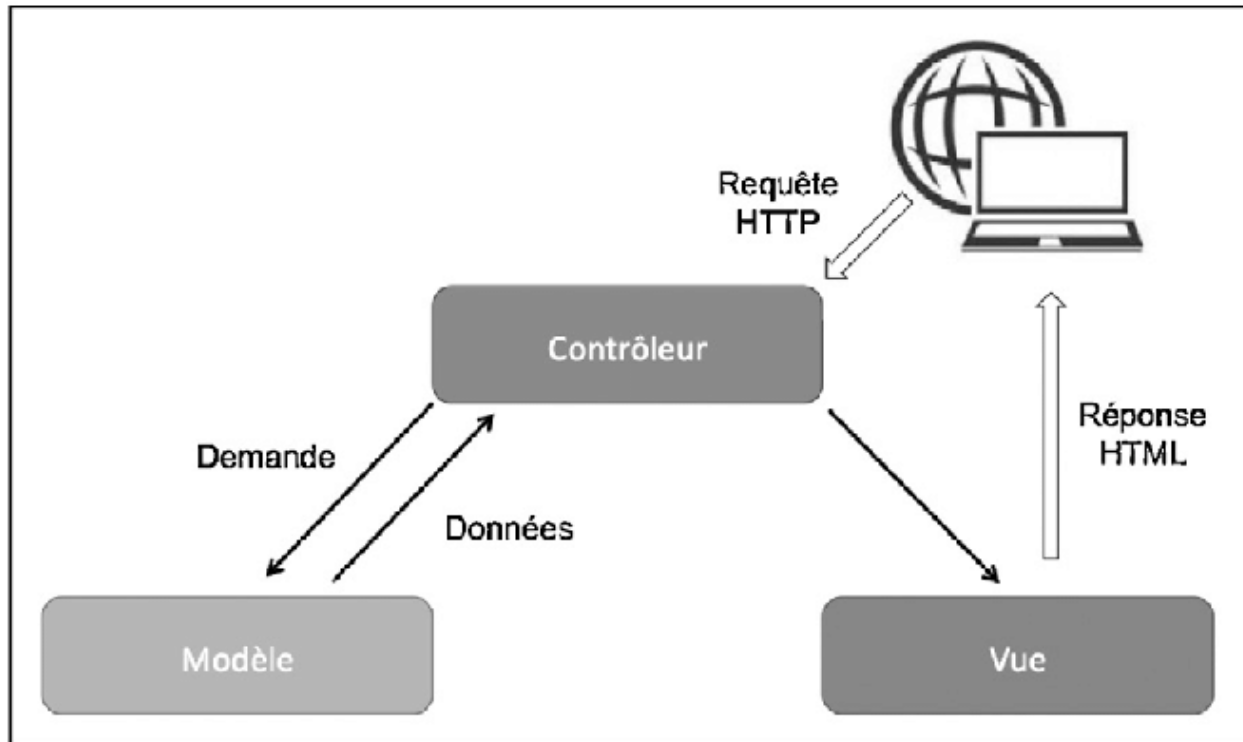 Requête
HTTP
Contrôleur
Demande
Données
Réponse
HTML
Modèle
Vue